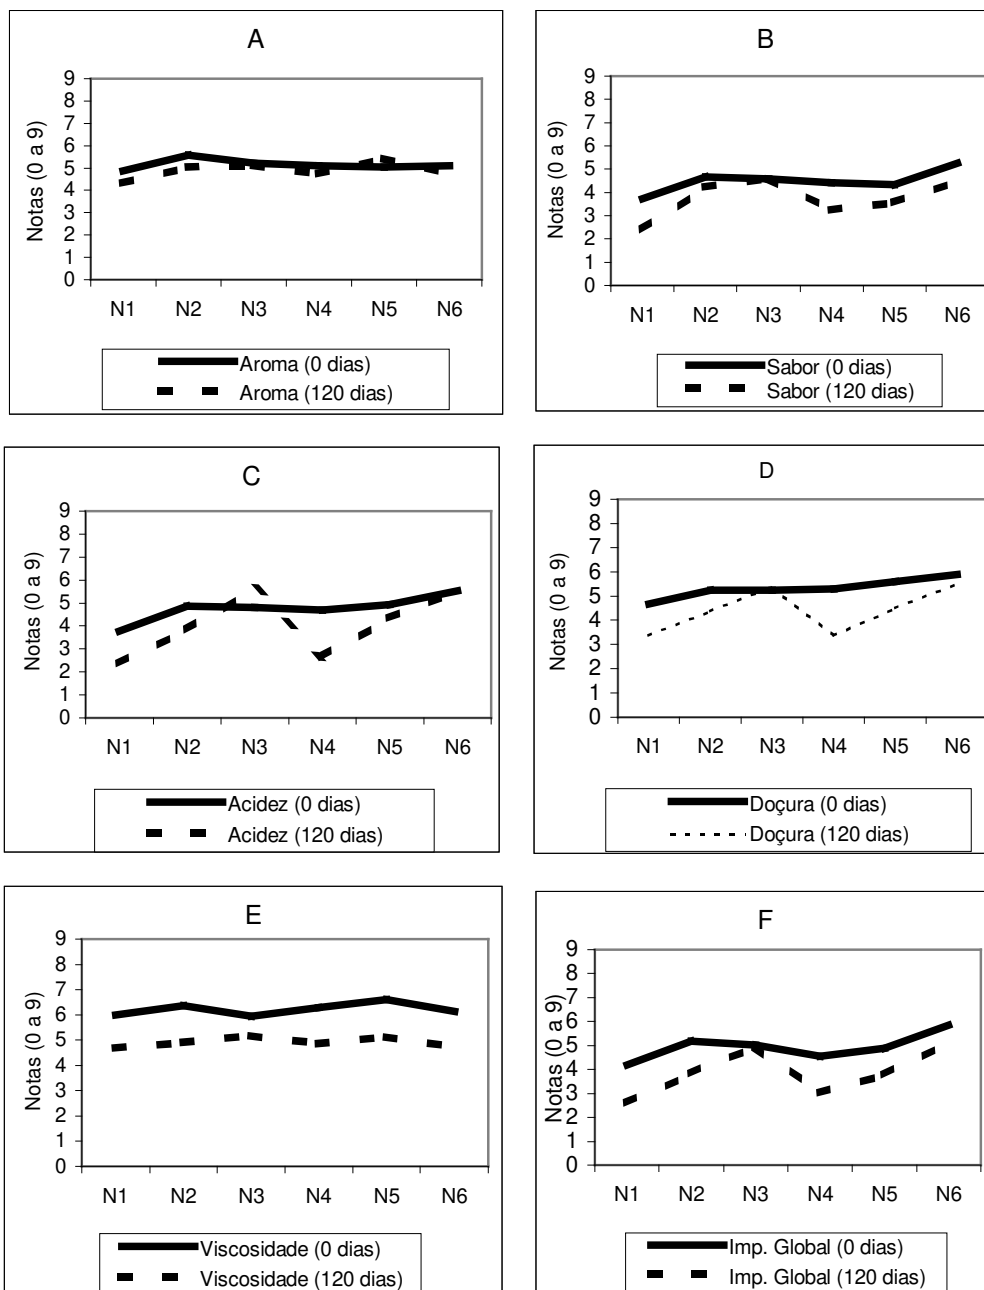 A
Notas (0 a 9)
9
8
7
6
5
4
3
2
1
0
N1 N2 N3 N4 N5 N6
Aroma (0 dias)
Aroma (120 dias)
B
Notas (0 a 9)
9
8
7
6
5
4
3
2
1
0
N1 N2 N3 N4 N5 N6
Sabor (0 dias)
Sabor (120 dias)
C
Notas (0 a 9)
9
8
7
6
5
4
3
2
1
0
N1 N2 N3 N4 N5 N6
Acidez (0 dias)
Acidez (120 dias)
D
Notas (0 a 9)
9
8
7
6
5
4
3
2
1
0
N1 N2 N3 N4 N5 N6
Doçura (0 dias)
Doçura (120 dias)
E
Notas (0 a 9)
9
8
7
6
5
4
3
2
1
0
N1 N2 N3 N4 N5 N6
Viscosidade (0 dias)
Viscosidade (120 dias)
F
Notas (0 a 9)
9
8
7
6
5
4
3
2
1
0
N1 N2 N3 N4 N5 N6
Imp. Global (0 dias)
Imp. Global (120 dias)